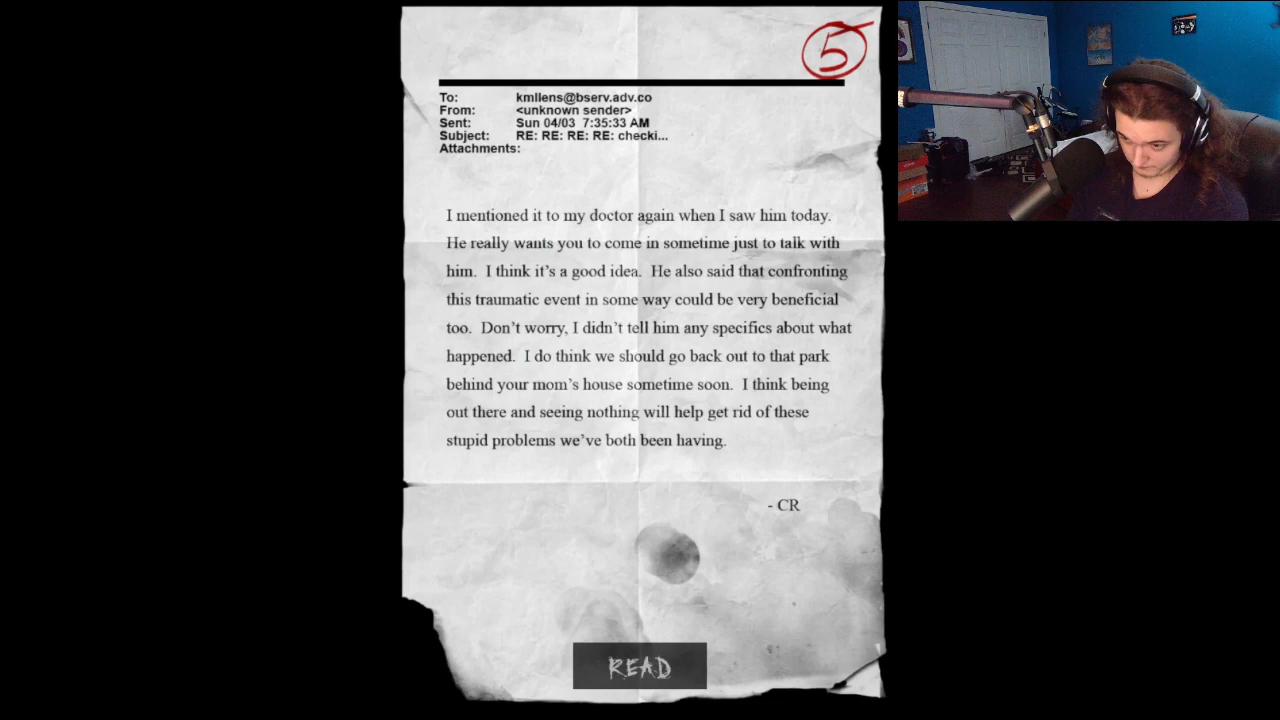 5
To: kmllens@bserv.adv.co
From: <unknown sender>
Sent: Sun 04/03 7:35:33 AM
Subject: RE: RE: RE: RE: checki...
Attachments:
I mentioned it to my doctor again when I saw him today.
He really wants you to come in sometime just to talk with
him. I think it's a good idea. He also said that confronting
this traumatic event in some way could be very beneficial
too. Don't worry, I didn't tell him any specifics about what
happened. I do think we should go back out to that park
behind your mom's house sometime soon. I think being
out there and seeing nothing will help get rid of these
stupid problems we've both been having.
- CR
READ